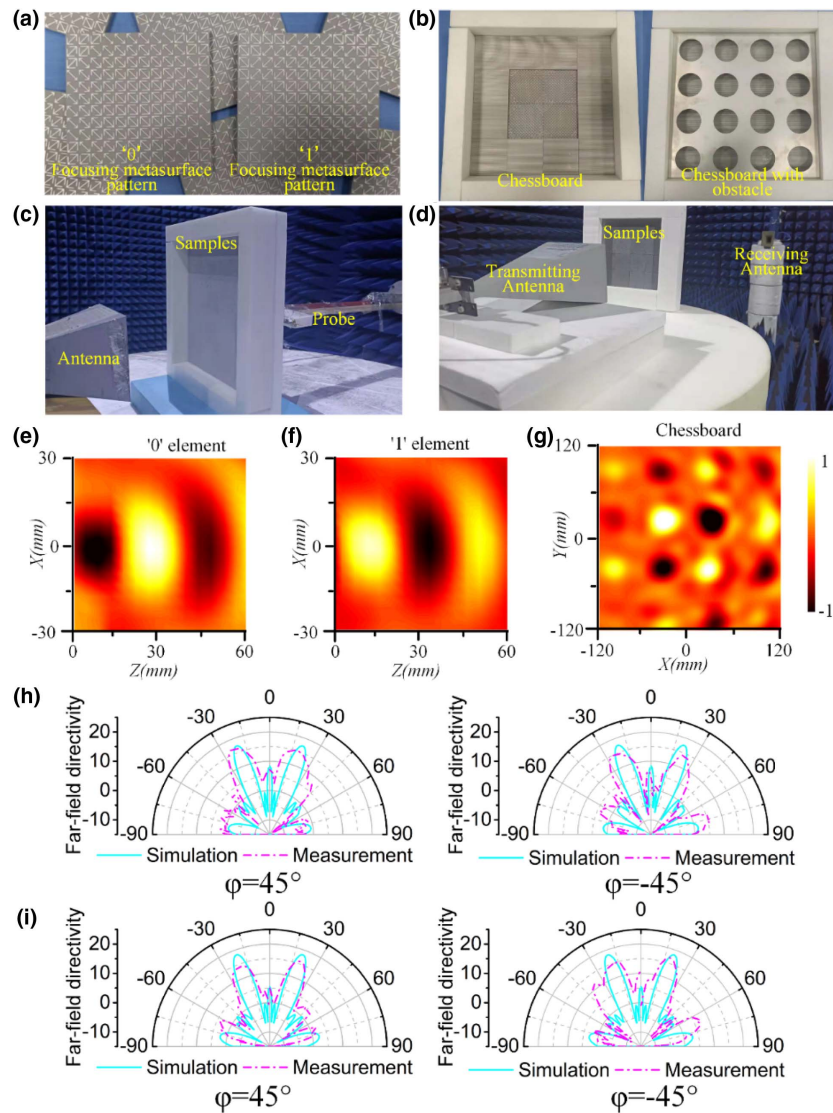 (a)
'0'
Focusing metasurface
pattern
'1'
Focusing metasurface
pattern
(b)
Chessboard
Chessboard with
obstacle
(c)
Samples
Antenna
Probe
(d)
Samples
Transmitting
Antenna
Receiving
Antenna
(e)
'0' element
30
0
-30
X(mm)
0
30
60
Z(mm)
(f)
'1' element
30
0
-30
X(mm)
0
30
60
Z(mm)
(g)
Chessboard
120
0
-120
Y(mm)
-120
0
120
X(mm)
1
-1
(h)
Far-field directivity
20
10
0
-10
-90
-60
-30
0
30
60
90
Simulation
Measurement
φ=45°
Far-field directivity
20
10
0
-10
-90
-60
-30
0
30
60
90
Simulation
Measurement
φ=-45°
(i)
Far-field directivity
20
10
0
-10
-90
-60
-30
0
30
60
90
Simulation
Measurement
φ=45°
Far-field directivity
20
10
0
-10
-90
-60
-30
0
30
60
90
Simulation
Measurement
φ=-45°